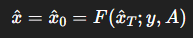 x̂ = x̂₀ = F(x̂_T; y, A)